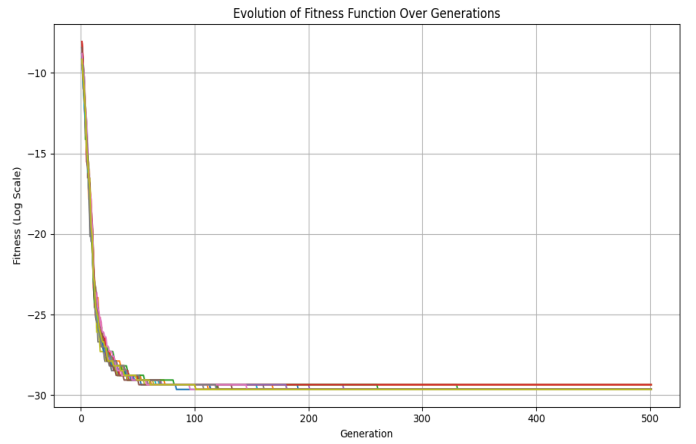 Evolution of Fitness Function Over Generations
Fitness (Log Scale)
−10
−15
−20
−25
−30
0 100 200 300 400 500
Generation